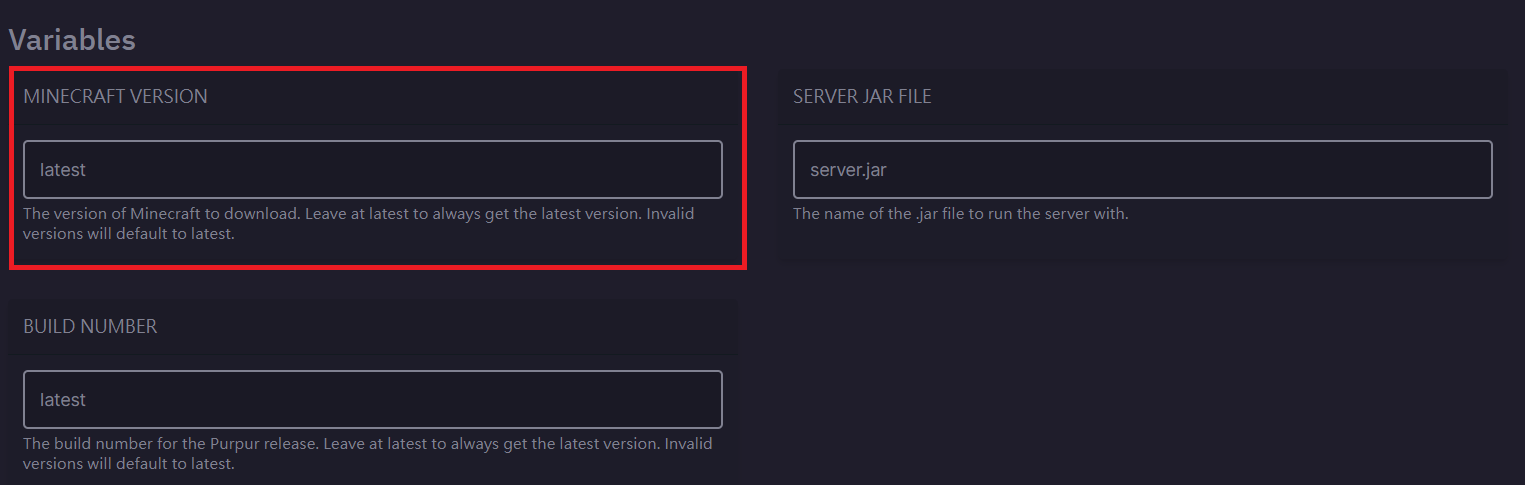 Variables
MINECRAFT VERSION
latest
The version of Minecraft to download. Leave at latest to always get the latest version. Invalid
versions will default to latest.
SERVER JAR FILE
server.jar
The name of the .jar file to run the server with.
BUILD NUMBER
latest
The build number for the Purpur release. Leave at latest to always get the latest version. Invalid
versions will default to latest.